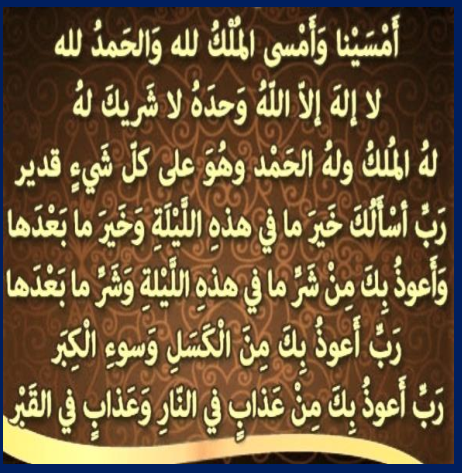 أَمْسَيْنا وَأَمْسى المُلْكُ لله وَالحَمدُ لله
لا إلهَ إلاّ اللّهُ وَحدَهُ لا شَريكَ لهُ
لهُ المُلكُ ولهُ الحَمْد وهُوَ على كلّ شَيءٍ قدير
رَبِّ أسْأَلُكَ خَيرَ ما في هذهِ اللَّيْلَةِ وَخَيرَ ما بَعْدَها
وَأَعوذُ بِكَ مِنْ شَرِّ ما في هذه اللَّيْلةِ وَشَرِّ ما بَعْدَها
رَبِّ أَعوذُ بِكَ مِنَ الْكَسَلِ وَسوءِ الْكِبَر
رَبِّ أَعوذُ بِكَ مِنْ عَذابٍ في النّارِ وَعَذابٍ في القَبْرِ